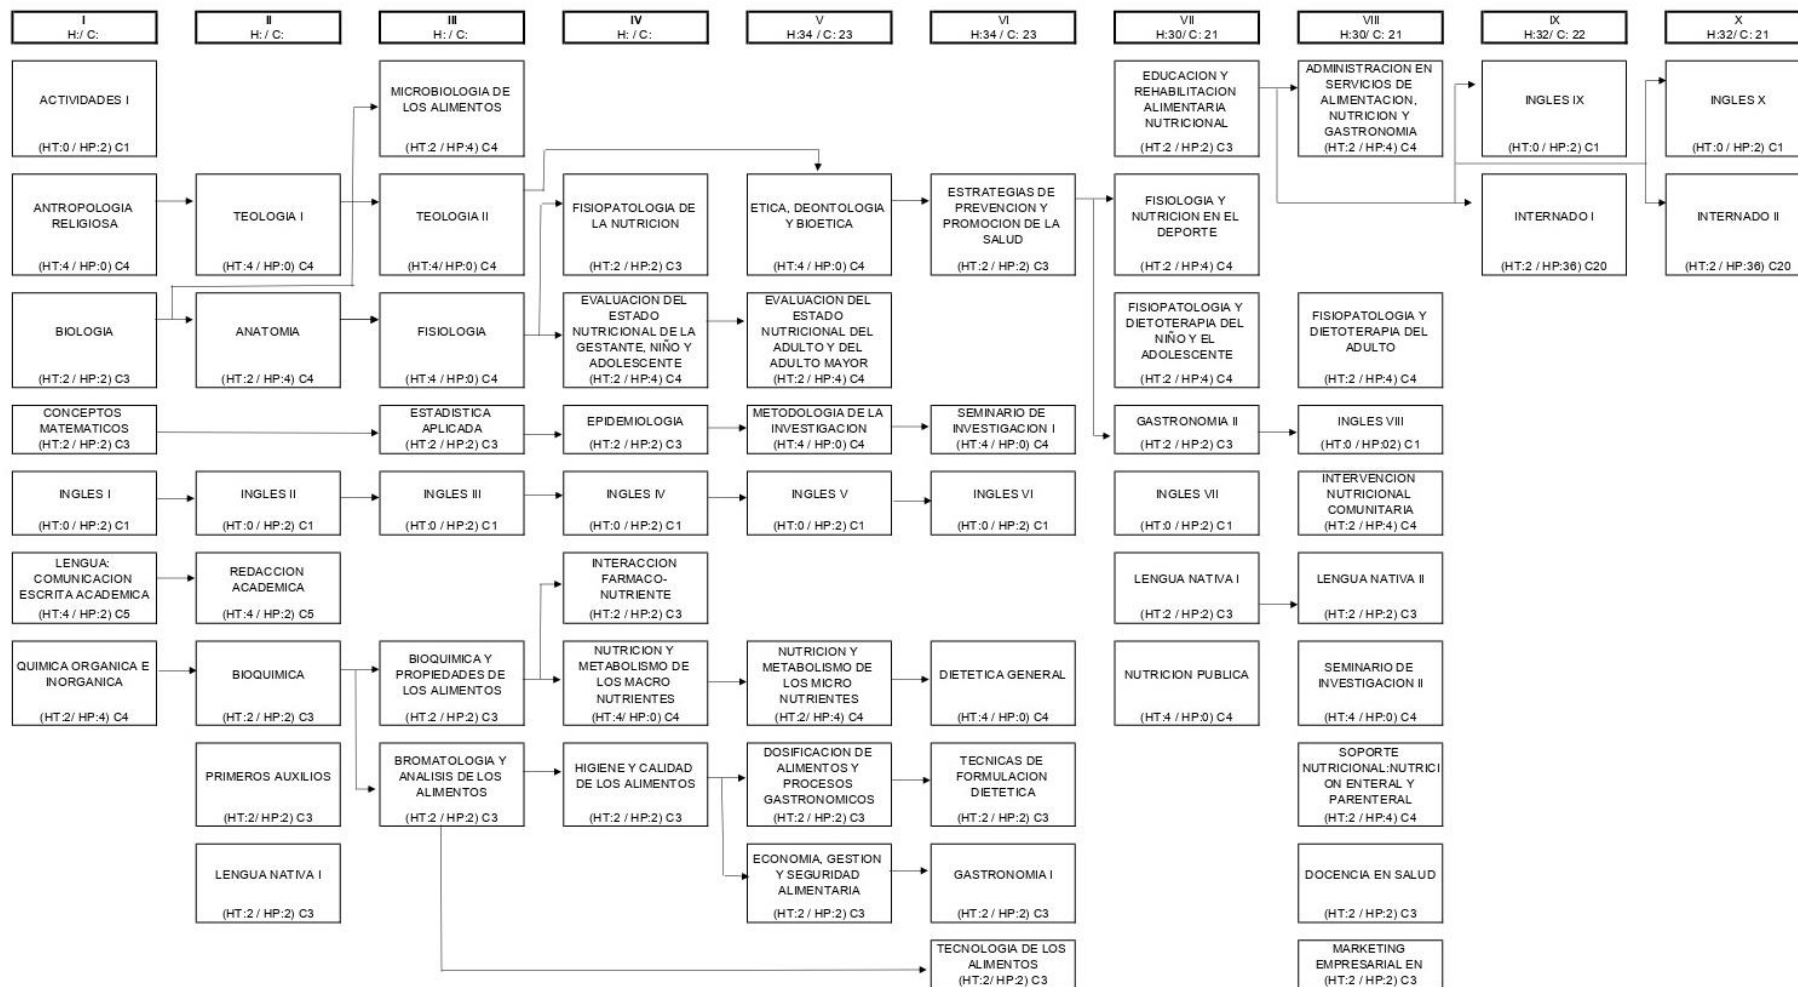 I
H:/ C:
II
H: / C:
III
H: / C:
IV
H: / C:
V
H:34 / C: 23
VI
H:34 / C: 23
VII
H:30/ C: 21
VIII
H:30/ C: 21
IX
H:32/ C: 22
X
H:32/ C: 21
ACTIVIDADES I
(HT:0 / HP:2) C1
MICROBIOLOGIA DE
LOS ALIMENTOS
(HT:2 / HP:4) C4
EDUCACION Y
REHABILITACION
ALIMENTARIA
NUTRICIONAL
(HT:2 / HP:2) C3
ADMINISTRACION EN
SERVICIOS DE
ALIMENTACION,
NUTRICION Y
GASTRONOMIA
(HT:2 / HP:4) C4
INGLES IX
(HT:0 / HP:2) C1
INGLES X
(HT:0 / HP:2) C1
ANTROPOLOGIA
RELIGIOSA
(HT:4 / HP:0) C4
TEOLOGIA I
(HT:4 / HP:0) C4
TEOLOGIA II
(HT:4/ HP:0) C4
FISIOPATOLOGIA DE
LA NUTRICION
(HT:2 / HP:2) C3
ETICA, DEONTOLOGIA
Y BIOETICA
(HT:4 / HP:0) C4
ESTRATEGIAS DE
PREVENCION Y
PROMOCION DE LA
SALUD
(HT:2 / HP:2) C3
FISIOLOGIA Y
NUTRICION EN EL
DEPORTE
(HT:2 / HP:4) C4
INTERNADO I
(HT:2 / HP:36) C20
INTERNADO II
(HT:2 / HP:36) C20
BIOLOGIA
(HT:2 / HP:2) C3
ANATOMIA
(HT:2 / HP:4) C4
FISIOLOGIA
(HT:4 / HP:0) C4
EVALUACION DEL
ESTADO
NUTRICIONAL DE LA
GESTANTE, NIÑO Y
ADOLESCENTE
(HT:2 / HP:4) C4
EVALUACION DEL
ESTADO
NUTRICIONAL DEL
ADULTO Y DEL
ADULTO MAYOR
(HT:2 / HP:4) C4
FISIOPATOLOGIA Y
DIETOTERAPIA DEL
NIÑO Y EL
ADOLESCENTE
(HT:2 / HP:4) C4
FISIOPATOLOGIA Y
DIETOTERAPIA DEL
ADULTO
(HT:2 / HP:4) C4
CONCEPTOS
MATEMATICOS
(HT:2 / HP:2) C3
ESTADISTICA
APLICADA
(HT:2 / HP:2) C3
EPIDEMIOLOGIA
(HT:2 / HP:2) C3
METODOLOGIA DE LA
INVESTIGACION
(HT:4 / HP:0) C4
SEMINARIO DE
INVESTIGACION I
(HT:4 / HP:0) C4
GASTRONOMIA II
(HT:2 / HP:2) C3
INGLES VIII
(HT:0 / HP:02) C1
INGLES I
(HT:0 / HP:2) C1
INGLES II
(HT:0 / HP:2) C1
INGLES III
(HT:0 / HP:2) C1
INGLES IV
(HT:0 / HP:2) C1
INGLES V
(HT:0 / HP:2) C1
INGLES VI
(HT:0 / HP:2) C1
INGLES VII
(HT:0 / HP:2) C1
INTERVENCION
NUTRICIONAL
COMUNITARIA
(HT:2 / HP:4) C4
LENGUA:
COMUNICACION
ESCRITA ACADEMICA
(HT:4 / HP:2) C5
REDACCION
ACADEMICA
(HT:4 / HP:2) C5
INTERACCION
FARMACO-
NUTRIENTE
(HT:2 / HP:2) C3
LENGUA NATIVA I
(HT:2 / HP:2) C3
LENGUA NATIVA II
(HT:2 / HP:2) C3
QUIMICA ORGANICA E
INORGANICA
(HT:2/ HP:4) C4
BIOQUIMICA
(HT:2 / HP:2) C3
BIOQUIMICA Y
PROPIEDADES DE
LOS ALIMENTOS
(HT:2 / HP:2) C3
NUTRICION Y
METABOLISMO DE
LOS MACRO
NUTRIENTES
(HT:4/ HP:0) C4
NUTRICION Y
METABOLISMO DE
LOS MICRO
NUTRIENTES
(HT:2/ HP:4) C4
DIETETICA GENERAL
(HT:4 / HP:0) C4
NUTRICION PUBLICA
(HT:4 / HP:0) C4
SEMINARIO DE
INVESTIGACION II
(HT:4 / HP:0) C4
PRIMEROS AUXILIOS
(HT:2/ HP:2) C3
BROMATOLOGIA Y
ANALISIS DE LOS
ALIMENTOS
(HT:2 / HP:2) C3
HIGIENE Y CALIDAD
DE LOS ALIMENTOS
(HT:2 / HP:2) C3
DOSIFICACION DE
ALIMENTOS Y
PROCESOS
GASTRONOMICOS
(HT:2 / HP:2) C3
TECNICAS DE
FORMULACION
DIETETICA
(HT:2 / HP:2) C3
SOPORTE
NUTRICIONAL:NUTRICI
ON ENTERAL Y
PARENTERAL
(HT:2 / HP:4) C4
LENGUA NATIVA I
(HT:2 / HP:2) C3
ECONOMIA, GESTION
Y SEGURIDAD
ALIMENTARIA
(HT:2 / HP:2) C3
GASTRONOMIA I
(HT:2 / HP:2) C3
DOCENCIA EN SALUD
(HT:2 / HP:2) C3
TECNOLOGIA DE LOS
ALIMENTOS
(HT:2/ HP:2) C3
MARKETING
EMPRESARIAL EN
(HT:2 / HP:2) C3